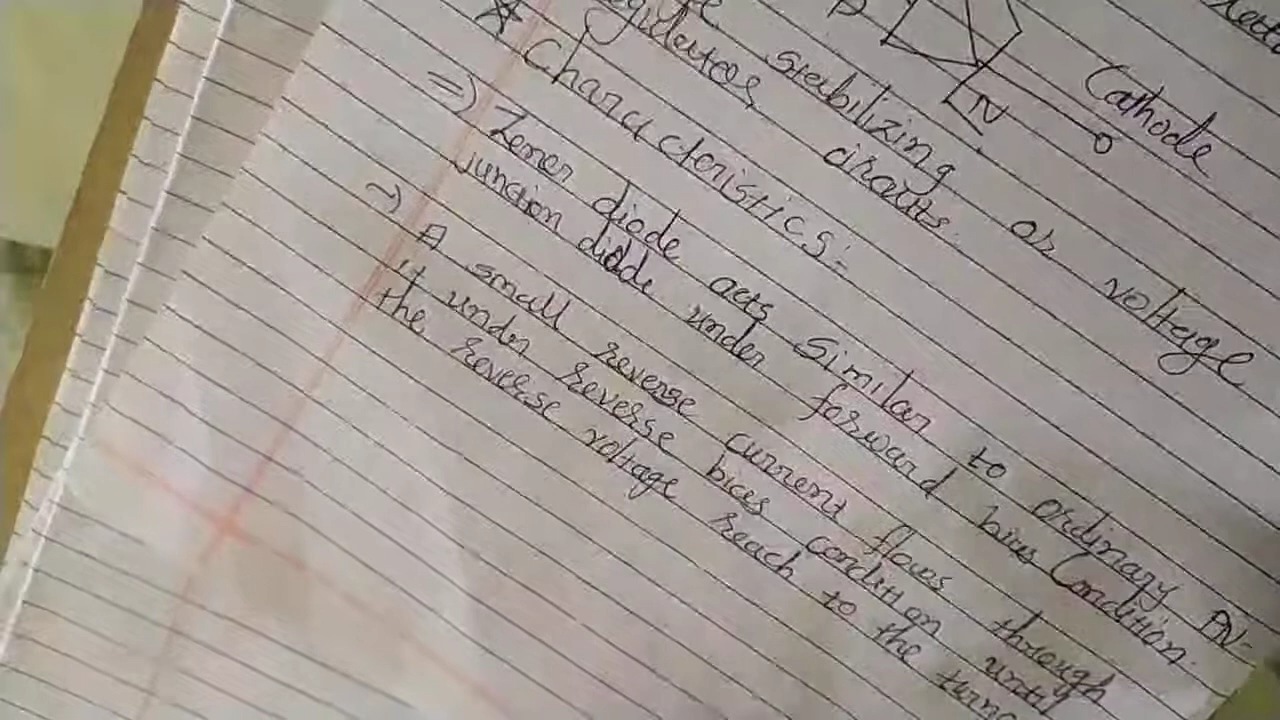 P
N
Cathode
stabilizing or voltage
regulator circuits.
* Characteristics:-
=> Zener diode acts similar to ordinary PN-
junction diode under forward bias condition.
-> A small reverse current flows through
it under reverse bias condition until
the reverse voltage reach to the